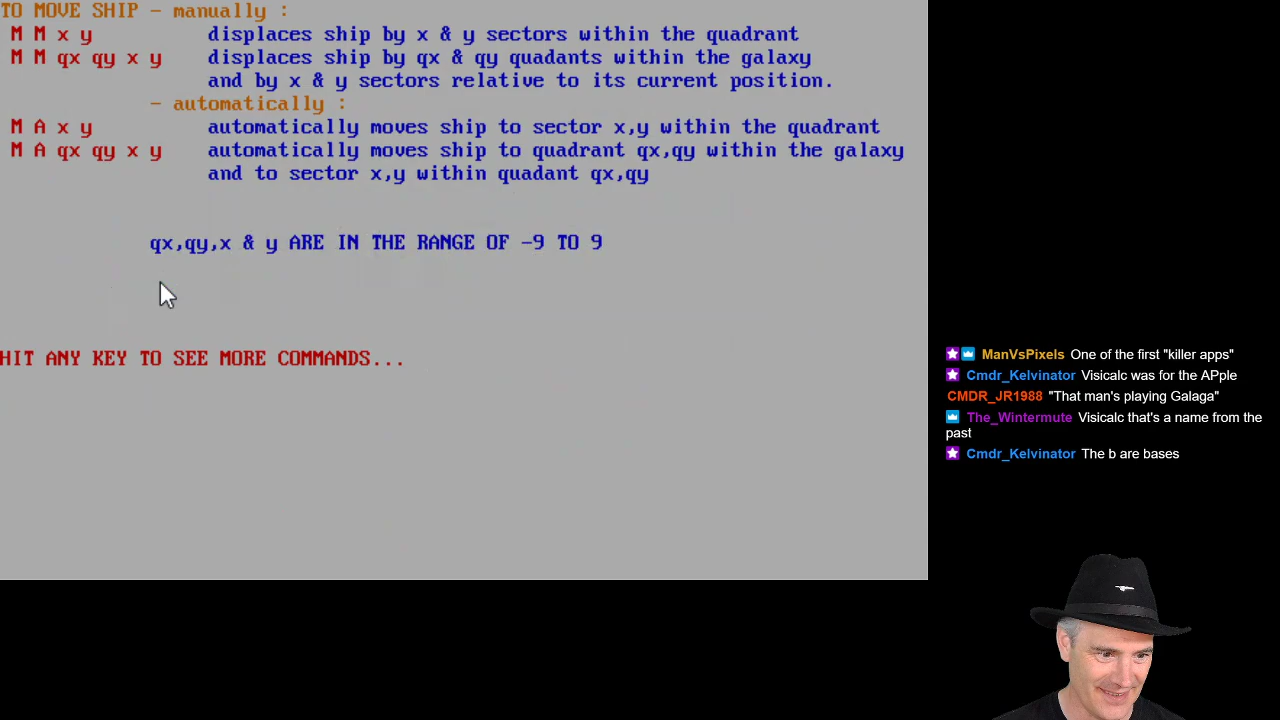 TO MOVE SHIP - manually :
M M x y displaces ship by x & y sectors within the quadrant
M M qx qy x y displaces ship by qx & qy quadants within the galaxy
and by x & y sectors relative to its current position.
- automatically :
M A x y automatically moves ship to sector x,y within the quadrant
M A qx qy x y automatically moves ship to quadrant qx,qy within the galaxy
and to sector x,y within quadant qx,qy
qx,qy,x & y ARE IN THE RANGE OF -9 TO 9
HIT ANY KEY TO SEE MORE COMMANDS...
ManVsPixels One of the first "killer apps"
Cmdr_Kelvinator Visicalc was for the APple
CMDR_JR1988 "That man's playing Galaga"
The_Wintermute Visicalc that's a name from the
past
Cmdr_Kelvinator The b are bases